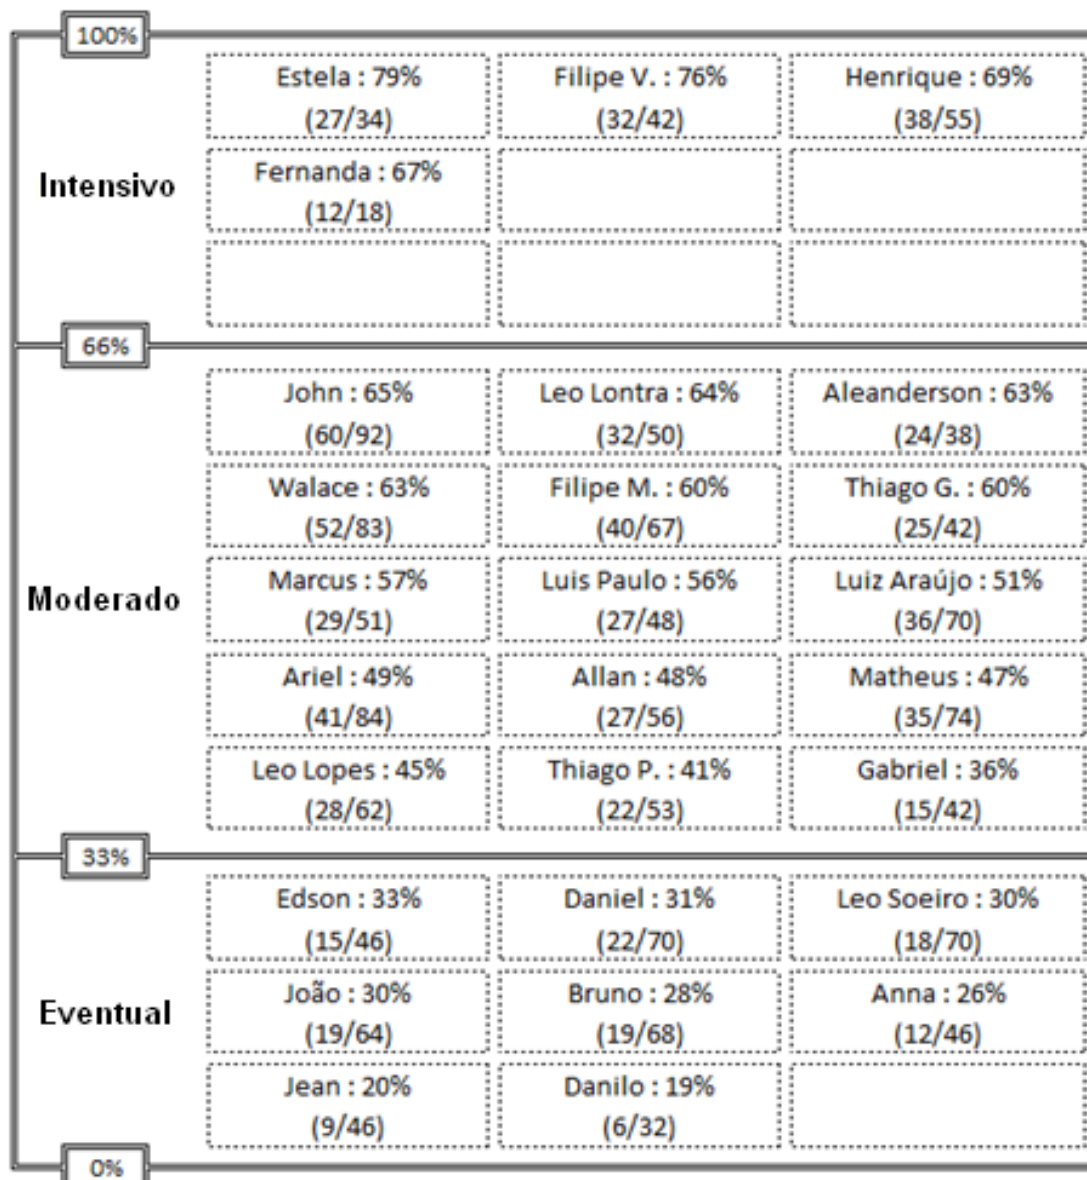 100%
Estela : 79% Filipe V. : 76% Henrique : 69%
(27/34) (32/42) (38/55)
Intensivo
Fernanda : 67%
(12/18)
66%
John : 65% Leo Lontra : 64% Aleanderson : 63%
(60/92) (32/50) (24/38)
Walace : 63% Filipe M. : 60% Thiago G. : 60%
(52/83) (40/67) (25/42)
Moderado
Marcus : 57% Luis Paulo : 56% Luiz Araújo : 51%
(29/51) (27/48) (36/70)
Ariel : 49% Allan : 48% Matheus : 47%
(41/84) (27/56) (35/74)
Leo Lopes : 45% Thiago P. : 41% Gabriel : 36%
(28/62) (22/53) (15/42)
33%
Edson : 33% Daniel : 31% Leo Soeiro : 30%
(15/46) (22/70) (18/70)
Eventual
João : 30% Bruno : 28% Anna : 26%
(19/64) (19/68) (12/46)
Jean : 20% Danilo : 19%
(9/46) (6/32)
0%